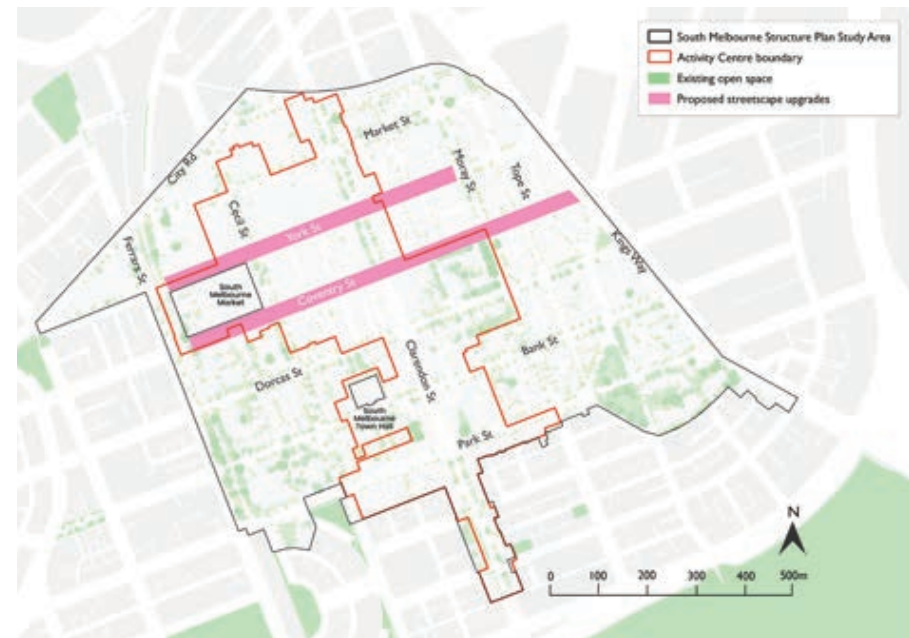 South Melbourne Structure Plan Study Area
Activity Centre boundary
Existing open space
Proposed streetscape upgrades
Market St
City Rd
Moray St
Tope St
Cecil St
York St
Kings Way
Ferrars St
South
Melbourne
Market
Coventry St
Clarendon St
Bank St
Dorcas St
South
Melbourne
Town Hall
Park St
N
0 100 200 300 400 500m